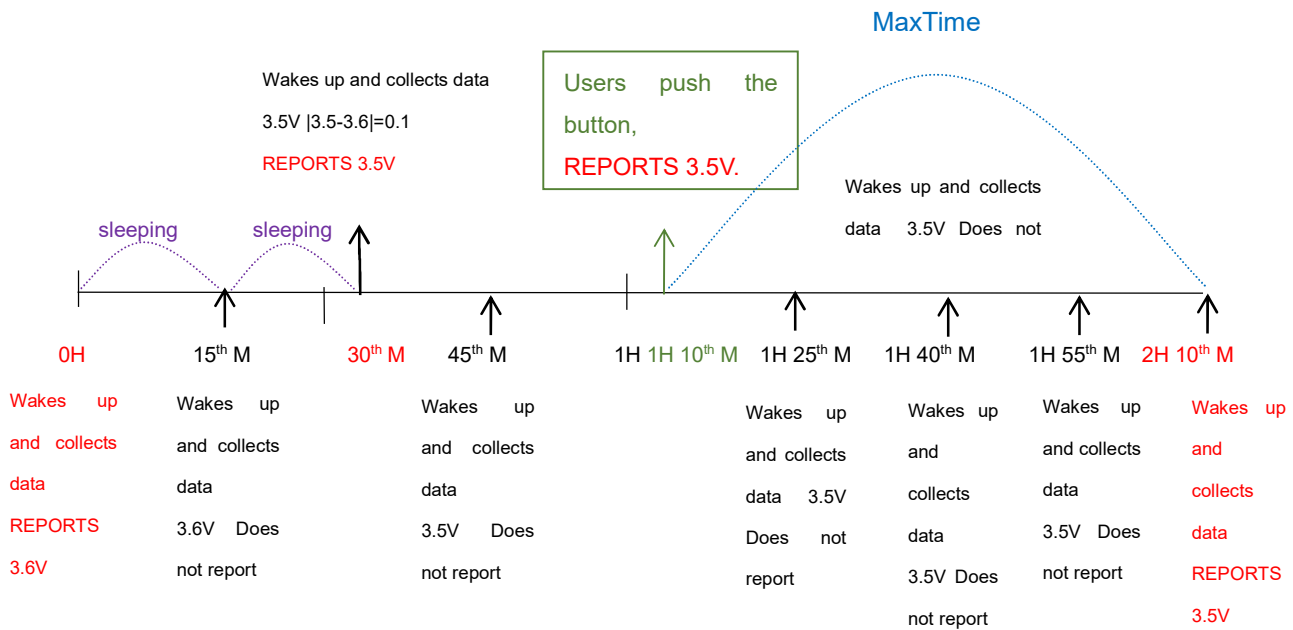 MaxTime
Wakes up and collects data
3.5V |3.5-3.6|=0.1
REPORTS 3.5V
Users push the
button,
REPORTS 3.5V.
Wakes up and collects
data 3.5V Does not
sleeping
sleeping
0H
15th M
30th M
45th M
1H
1H 10th M
1H 25th M
1H 40th M
1H 55th M
2H 10th M
Wakes up
and collects
data
REPORTS
3.6V
Wakes up
and collects
data
3.6V Does
not report
Wakes up
and collects
data
3.5V Does
not report
Wakes up
and collects
data 3.5V
Does not
report
Wakes up
and
collects
data
3.5V Does
not report
Wakes up
and collects
data
3.5V Does
not report
Wakes up
and
collects
data
REPORTS
3.5V